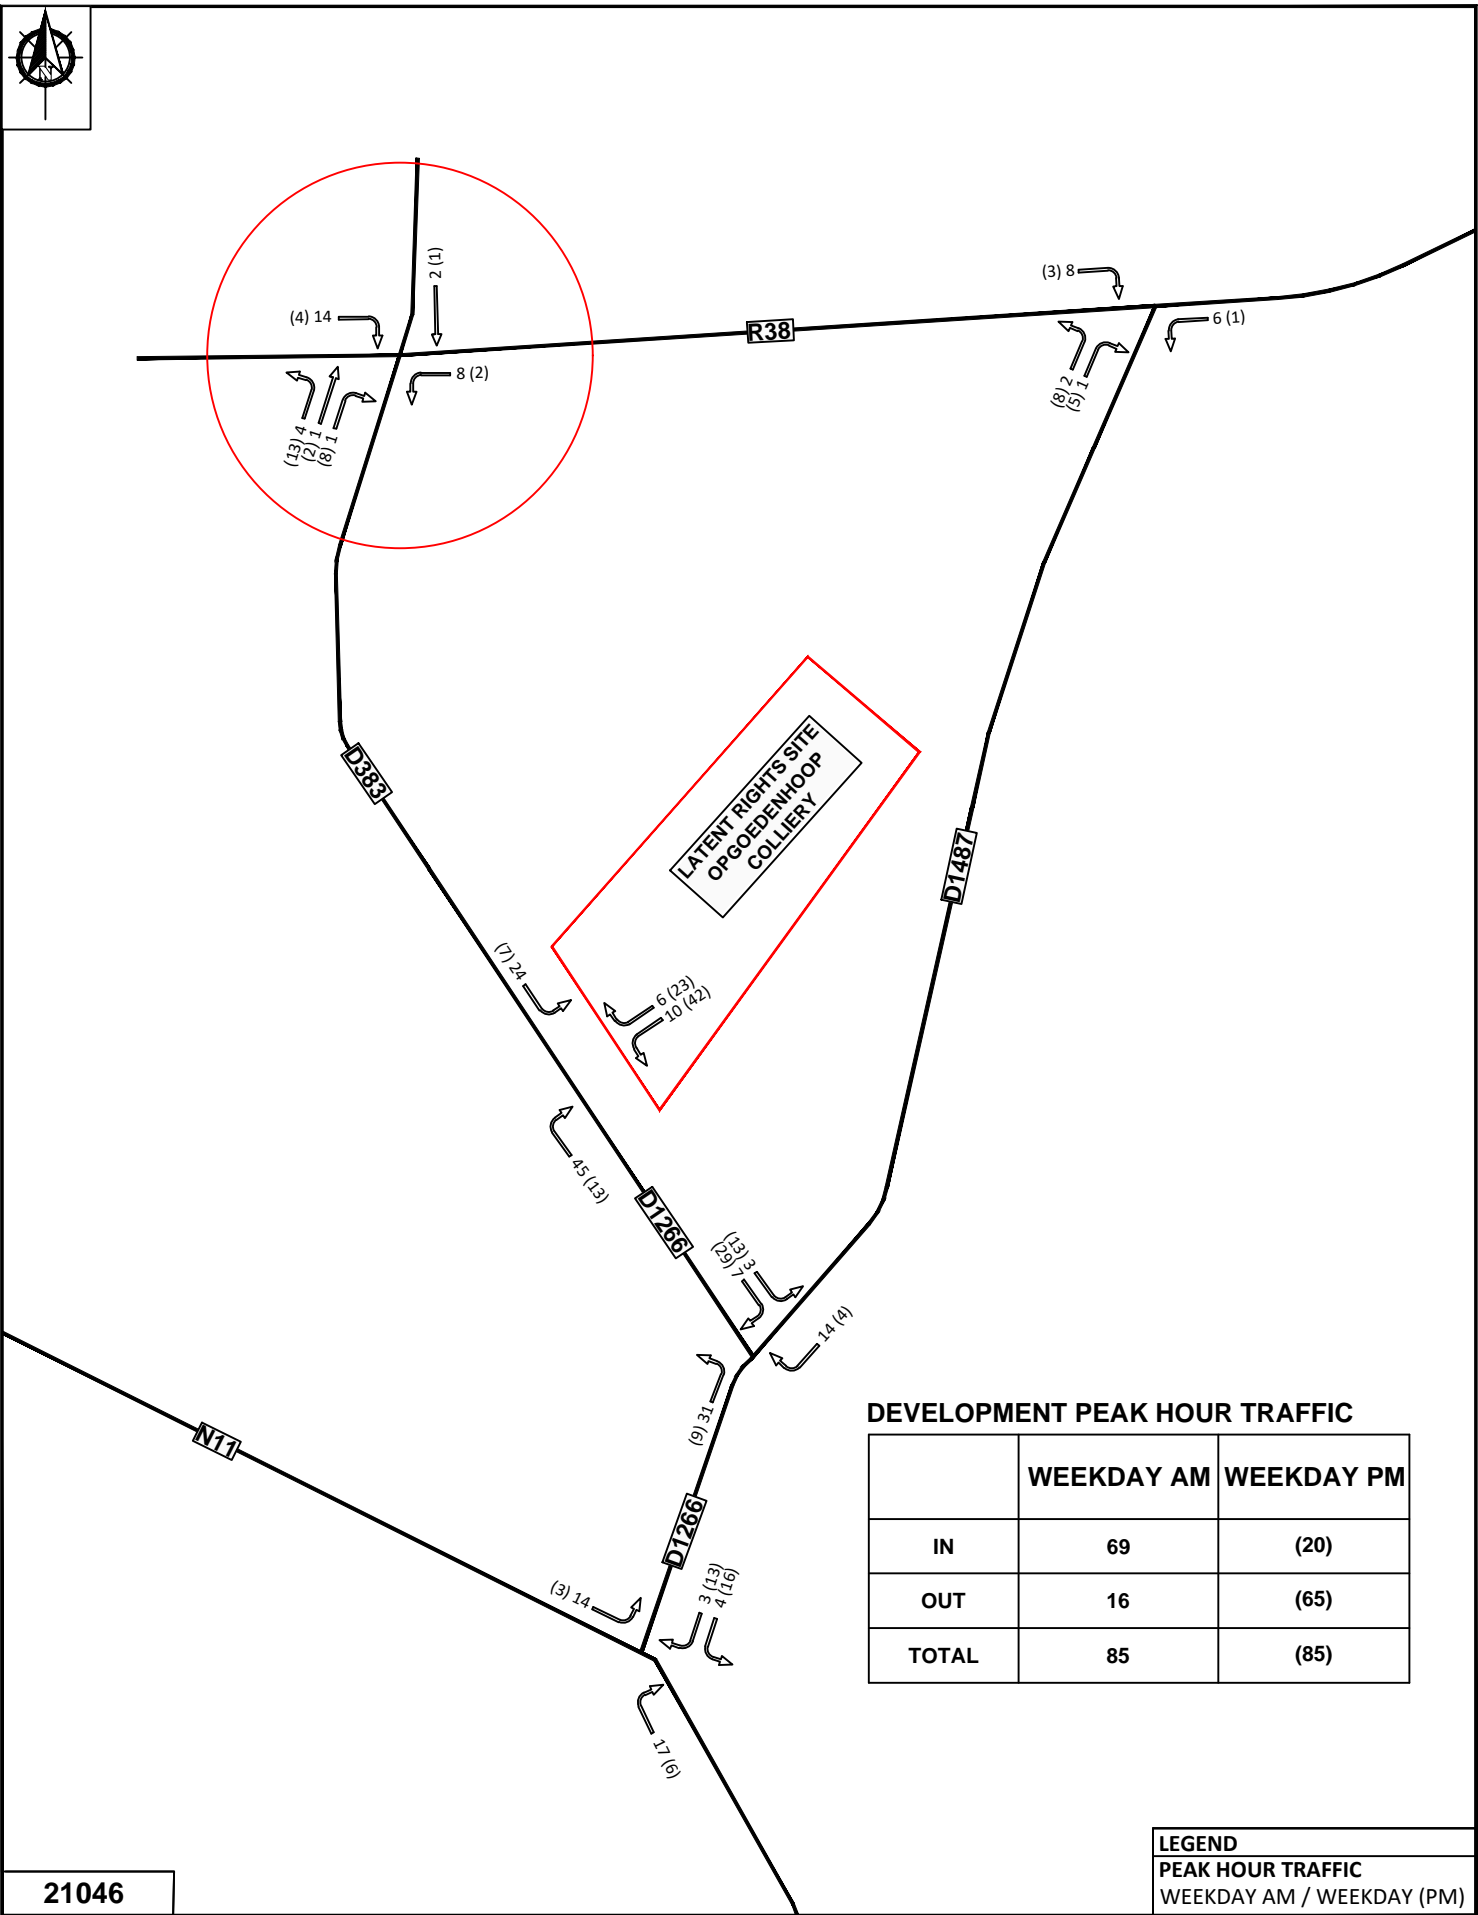 N
2 (1)
(4) 14
8 (2)
(13) 4
(2) 1
(8) 1
R38
(3) 8
6 (1)
(8) 2
(5) 1
D383
LATENT RIGHTS SITE
OPGOEDENHOOP
COLLIERY
D1487
(7) 24
6 (23)
10 (42)
45 (13)
D1266
(13) 3
(29) 7
14 (4)
(9) 31
N11
D1266
(3) 14
3 (13)
4 (16)
17 (6)
DEVELOPMENT PEAK HOUR TRAFFIC
WEEKDAY AM WEEKDAY PM
IN 69 (20)
OUT 16 (65)
TOTAL 85 (85)
LEGEND
PEAK HOUR TRAFFIC
WEEKDAY AM / WEEKDAY (PM)
21046